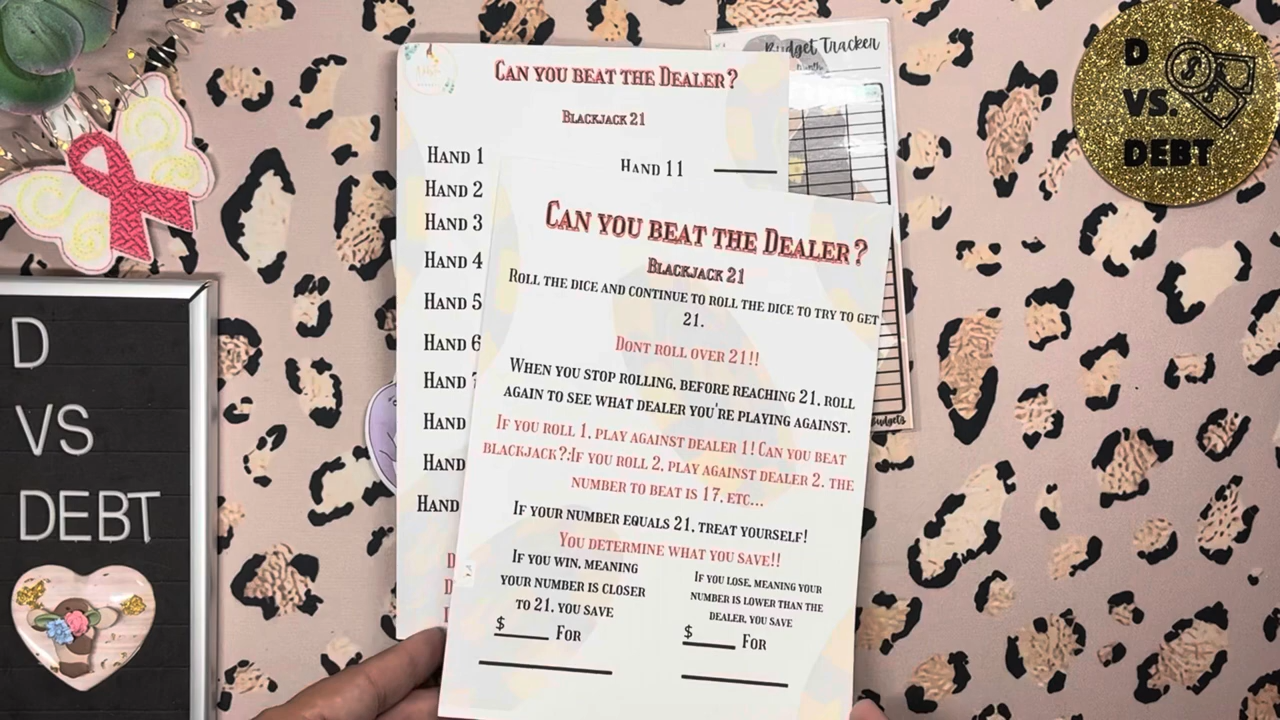 Can you beat the Dealer?
Blackjack 21
Hand 1
Hand 2
Hand 3
Hand 4
Hand 5
Hand 6
Hand 7
Hand
Hand
Hand
Hand 11
Can you beat the Dealer?
Blackjack 21
Roll the dice and continue to roll the dice to try to get
21.
Dont roll over 21!!
When you stop rolling, before reaching 21, roll
again to see what dealer you're playing against.
If you roll 1, play against dealer 1! Can you beat
blackjack?:If you roll 2, play against dealer 2. the
number to beat is 17. etc...
If your number equals 21, treat yourself!
You determine what you save!!
If you win, meaning
your number is closer
to 21, you save
$ For
If you lose, meaning your
number is lower than the
dealer, you save
$ For
Budget Tracker
Budgets
D
VS.
DEBT
D
VS
DEBT